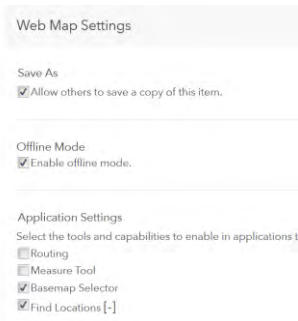 Web Map Settings
Save As
Allow others to save a copy of this item.
Offline Mode
Enable offline mode.
Application Settings
Select the tools and capabilities to enable in applications t
Routing
Measure Tool
Basemap Selector
Find Locations [-]